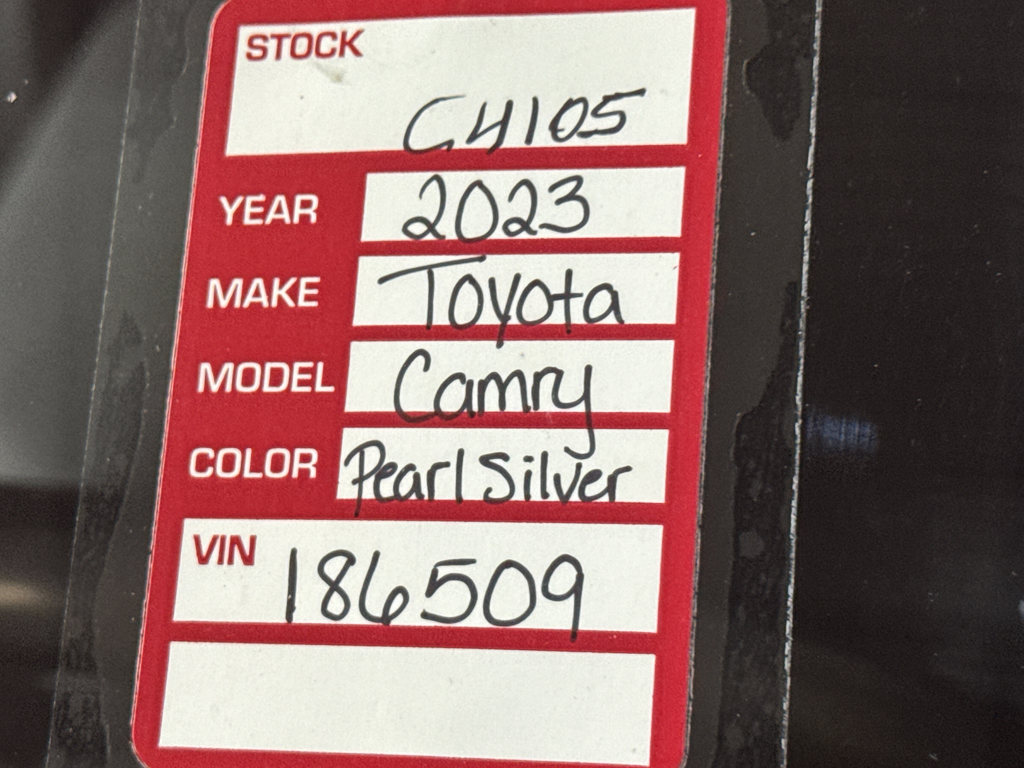 STOCK
C4105
YEAR 2023
MAKE Toyota
MODEL Camry
COLOR Pearl Silver
VIN 186509